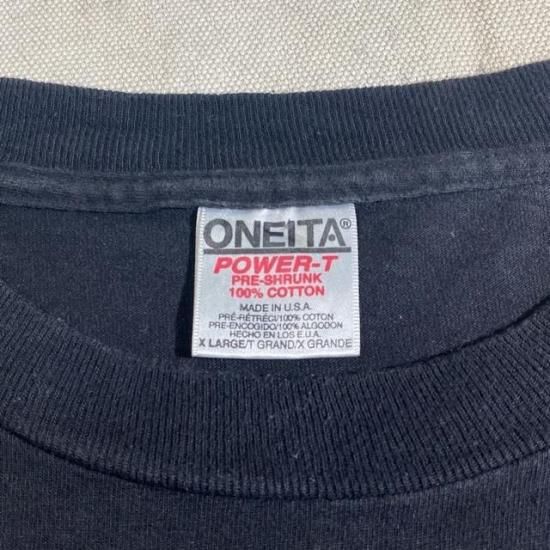 ONEITA®
POWER-T
PRE-SHRUNK
100% COTTON
MADE IN U.S.A.
PRÉ-RÉTRÉCI/100% COTON
PRE-ENCOGIDO/100% ALGODON
HECHO EN LOS E.U.A.
X LARGE/T GRAND/X GRANDE